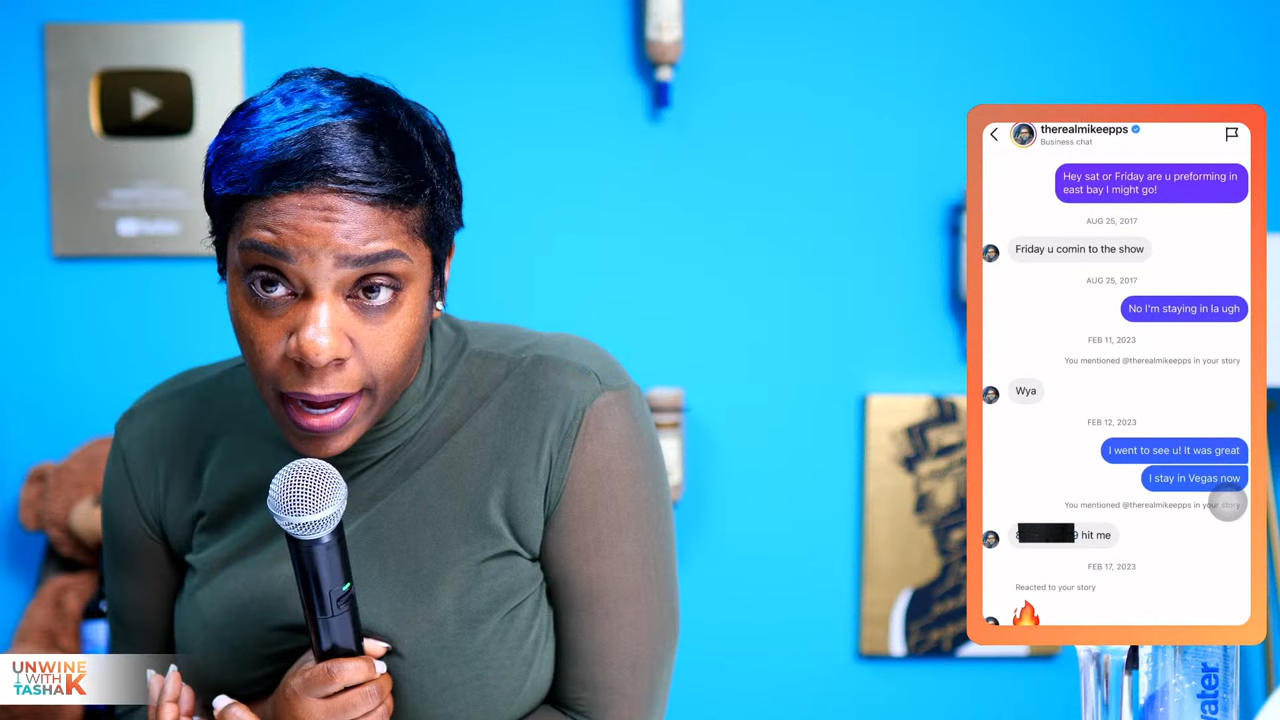 therealmikeepps
Business chat
Hey sat or Friday are u preforming in
east bay I might go!
AUG 25, 2017
Friday u comin to the show
AUG 25, 2017
No I'm staying in la ugh
FEB 11, 2023
You mentioned @therealmikeepps in your story
Wya
FEB 12, 2023
I went to see u! It was great
I stay in Vegas now
You mentioned @therealmikeepps in your story
hit me
FEB 17, 2023
Reacted to your story
UNWINE
WITH
TASHA K
water